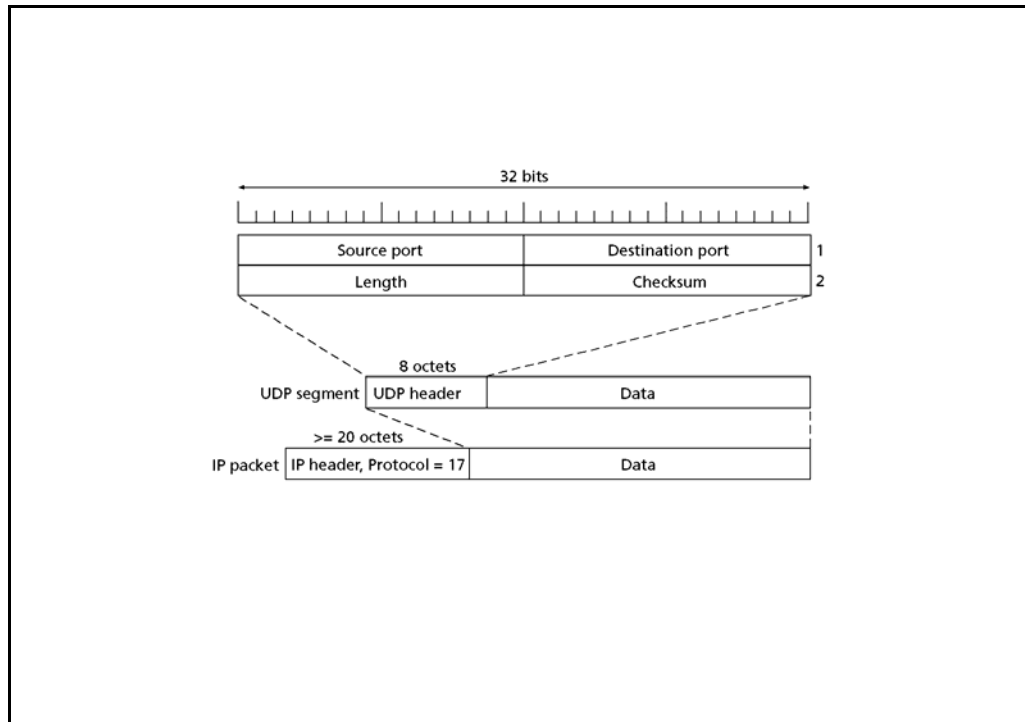 32 bits
Source port Destination port 1
Length Checksum 2
8 octets
UDP segment UDP header Data
>= 20 octets
IP packet IP header, Protocol = 17 Data